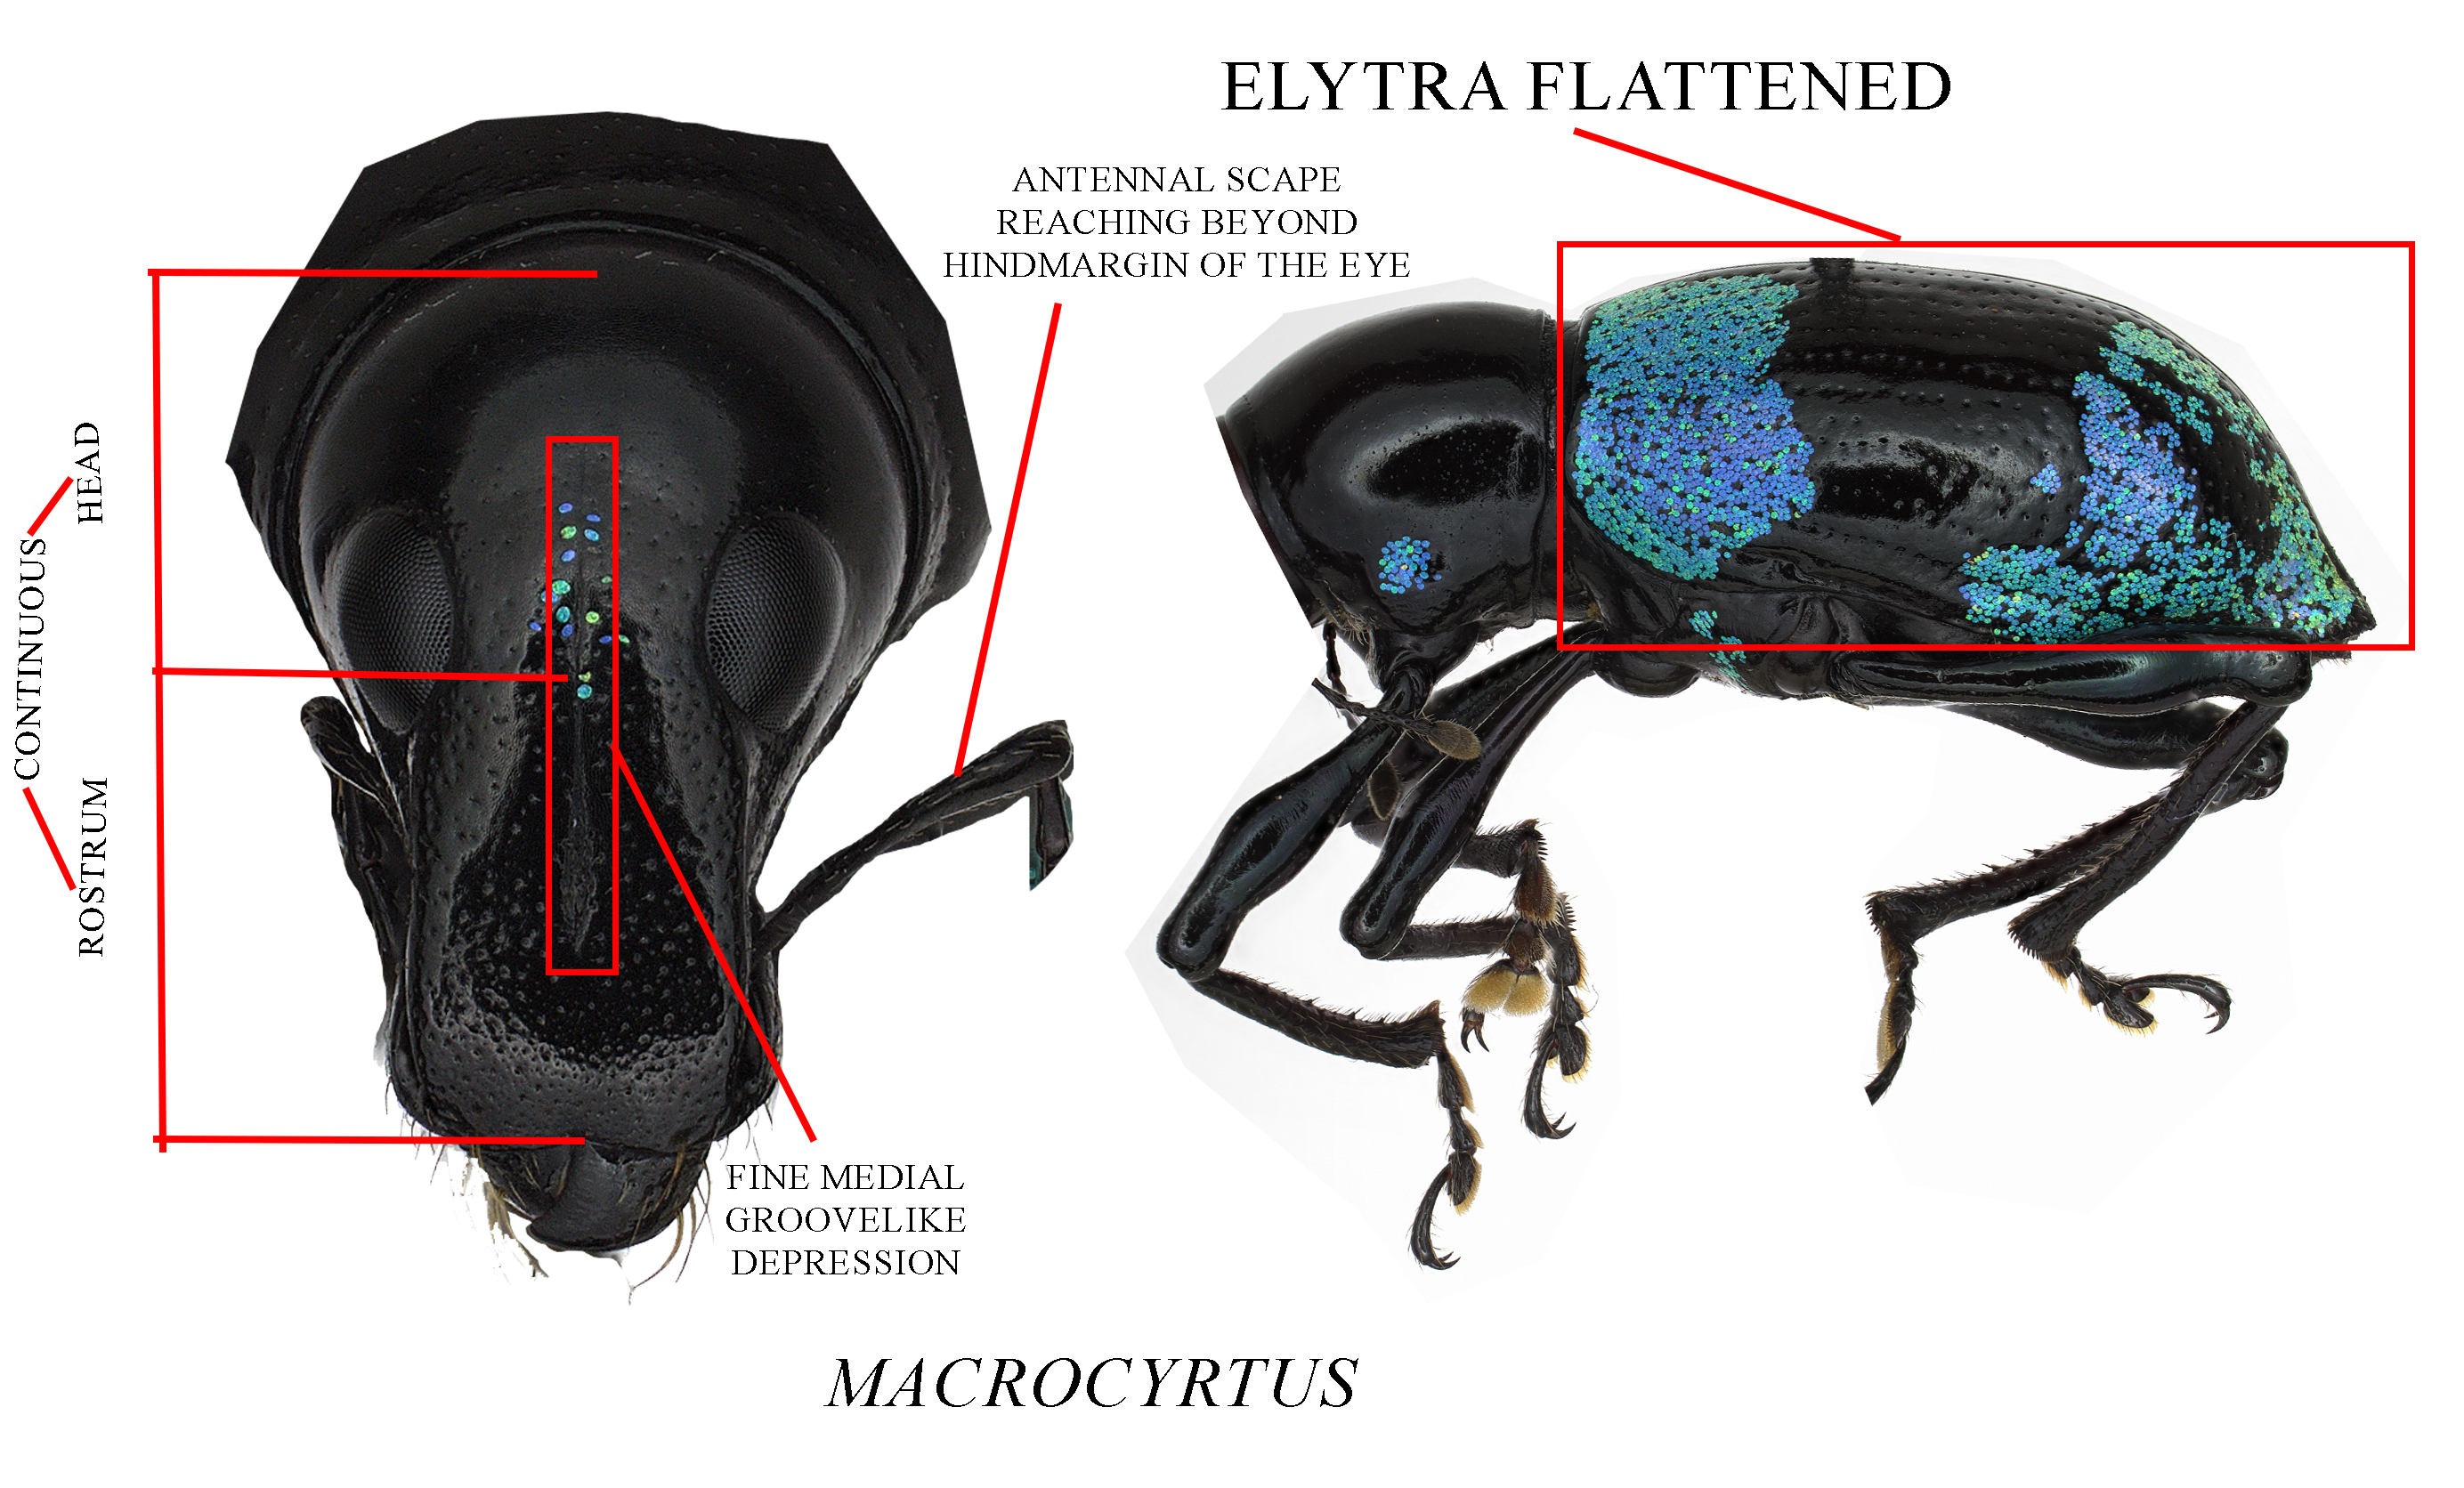 ELYTRA FLATTENED
ANTENNAL SCAPE
REACHING BEYOND
HINDMARGIN OF THE EYE
HEAD
CONTINUOUS
ROSTRUM
FINE MEDIAL
GROOVELIKE
DEPRESSION
MACROCYRTUS